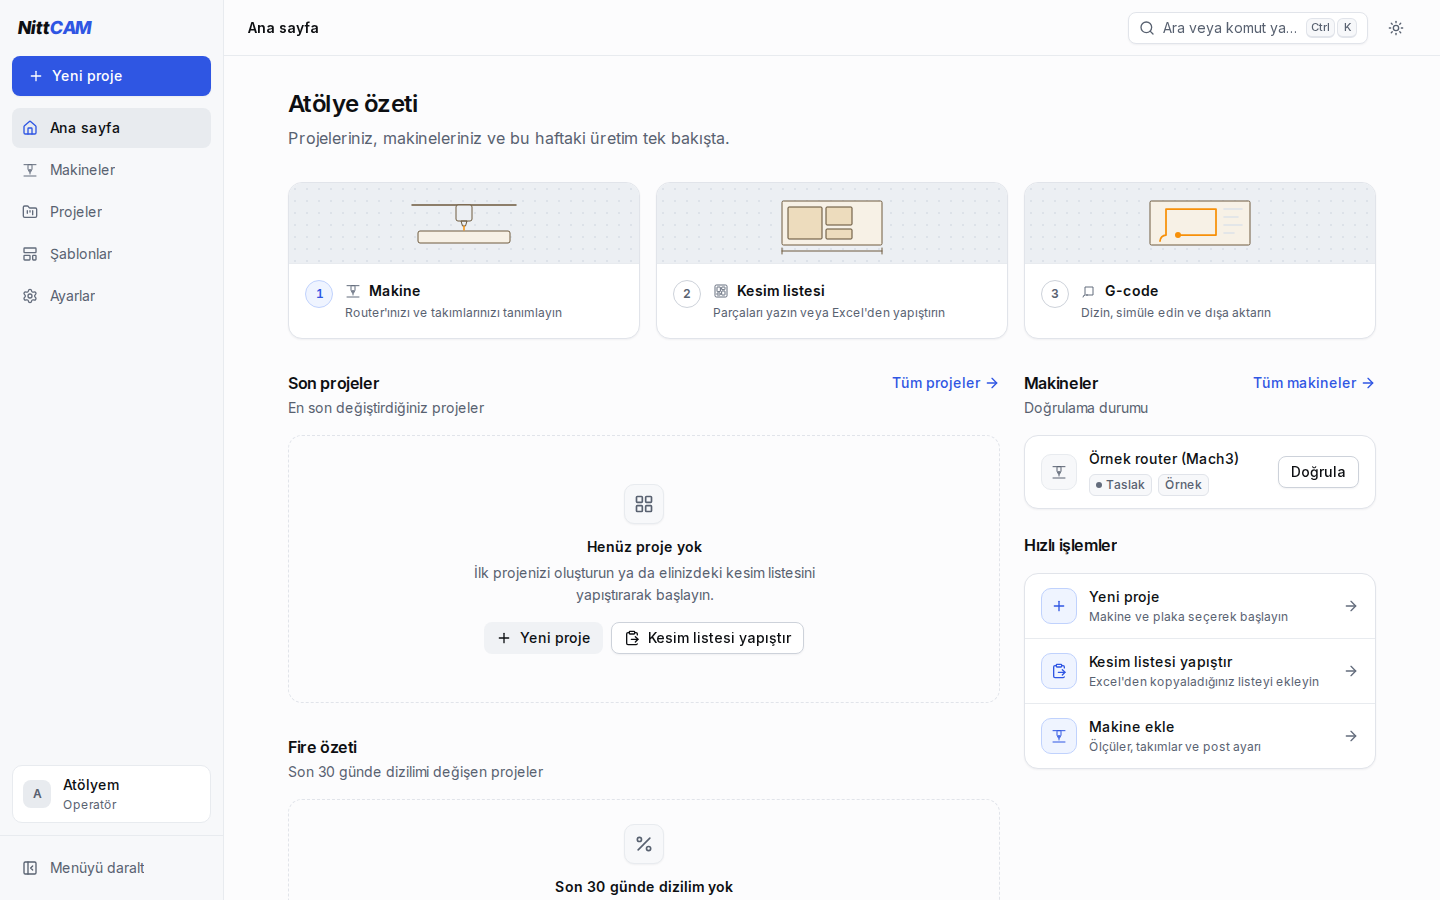 NittCAM
Yeni proje
Ana sayfa
Makineler
Projeler
Şablonlar
Ayarlar
A
Atölyem
Operatör
Menüyü daralt
Ana sayfa
Ara veya komut ya...
Ctrl
K
Atölye özeti
Projeleriniz, makineleriniz ve bu haftaki üretim tek bakışta.
1
Makine
Router'ınızı ve takımlarınızı tanımlayın
2
Kesim listesi
Parçaları yazın veya Excel'den yapıştırın
3
G-code
Dizin, simüle edin ve dışa aktarın
Son projeler
Tüm projeler
En son değiştirdiğiniz projeler
Henüz proje yok
İlk projenizi oluşturun ya da elinizdeki kesim listesini
yapıştırarak başlayın.
Yeni proje
Kesim listesi yapıştır
Fire özeti
Son 30 günde dizilimi değişen projeler
Son 30 günde dizilim yok
Makineler
Tüm makineler
Doğrulama durumu
Örnek router (Mach3)
Taslak
Örnek
Doğrula
Hızlı işlemler
Yeni proje
Makine ve plaka seçerek başlayın
Kesim listesi yapıştır
Excel'den kopyaladığınız listeyi ekleyin
Makine ekle
Ölçüler, takımlar ve post ayarı